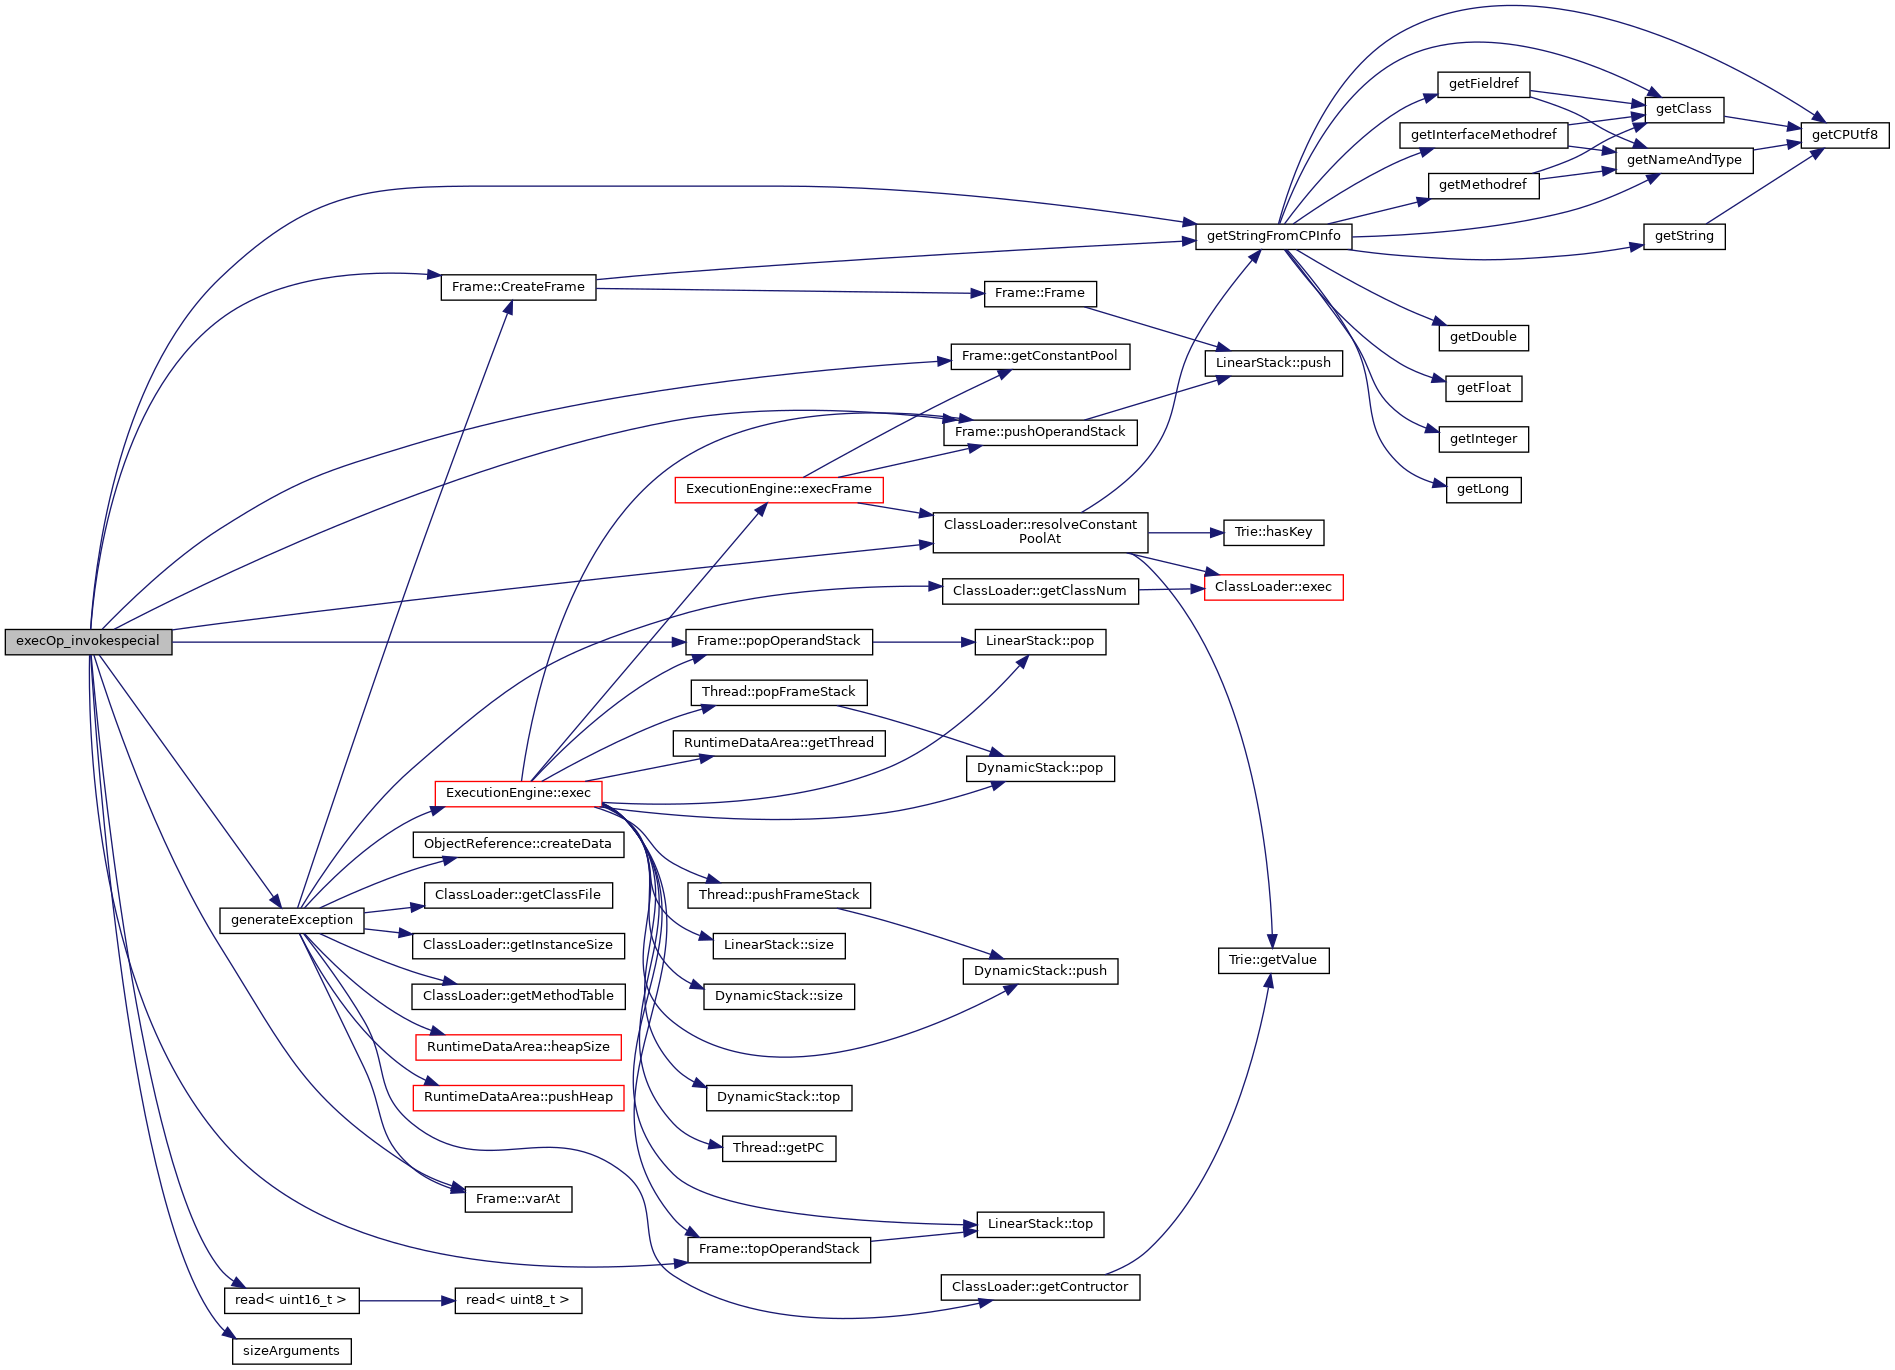 getFieldref
getClass
getInterfaceMethodref
getCPUtf8
getNameAndType
getMethodref
getStringFromCPInfo
getString
Frame::CreateFrame
Frame::Frame
getDouble
Frame::getConstantPool
LinearStack::push
getFloat
Frame::pushOperandStack
getInteger
ExecutionEngine::execFrame
getLong
ClassLoader::resolveConstant
PoolAt
Trie::hasKey
ClassLoader::exec
ClassLoader::getClassNum
execOp_invokespecial
Frame::popOperandStack
LinearStack::pop
Thread::popFrameStack
RuntimeDataArea::getThread
DynamicStack::pop
ExecutionEngine::exec
ObjectReference::createData
ClassLoader::getClassFile
Thread::pushFrameStack
generateException
ClassLoader::getInstanceSize
LinearStack::size
Trie::getValue
DynamicStack::push
ClassLoader::getMethodTable
DynamicStack::size
RuntimeDataArea::heapSize
RuntimeDataArea::pushHeap
DynamicStack::top
Thread::getPC
Frame::varAt
LinearStack::top
Frame::topOperandStack
ClassLoader::getContructor
read< uint16_t >
read< uint8_t >
sizeArguments